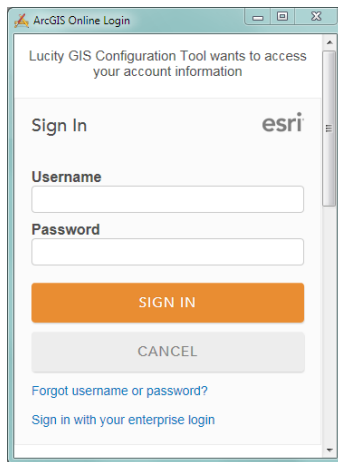 ArcGIS Online Login
Lucity GIS Configuration Tool wants to access
your account information
Sign In
esri
Username
Password
SIGN IN
CANCEL
Forgot username or password?
Sign in with your enterprise login